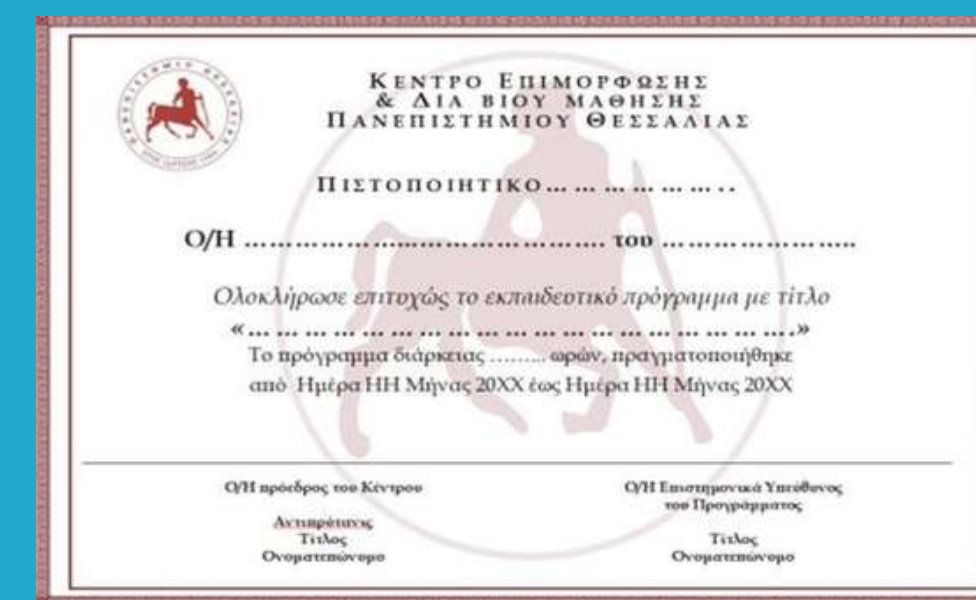 ΠΑΝΕΠΙΣΤΗΜΙΟ ΘΕΣΣΑΛΙΑΣ
ΚΕΝΤΡΟ ΕΠΙΜΟΡΦΩΣΗΣ
& ΔΙΑ ΒΙΟΥ ΜΑΘΗΣΗΣ
ΠΑΝΕΠΙΣΤΗΜΙΟΥ ΘΕΣΣΑΛΙΑΣ
ΠΙΣΤΟΠΟΙΗΤΙΚΟ... ... ... ... ... ... . .
Ο/Η ........................................... του ..........................
Ολοκλήρωσε επιτυχώς το εκπαιδευτικό πρόγραμμα με τίτλο
«... ... ... ... ... ... ... ... ... ... ... ... ... ... ... ... ... ... ... ....»
Το πρόγραμμα διάρκειας ......... ωρών, πραγματοποιήθηκε
από Ημέρα ΗΗ Μήνας 20ΧΧ έως Ημέρα ΗΗ Μήνας 20ΧΧ
Ο/Η πρόεδρος του Κέντρου
Αντιπρύτανις
Τίτλος
Ονοματεπώνυμο
Ο/Η Επιστημονικά Υπεύθυνος
του Προγράμματος
Τίτλος
Ονοματεπώνυμο